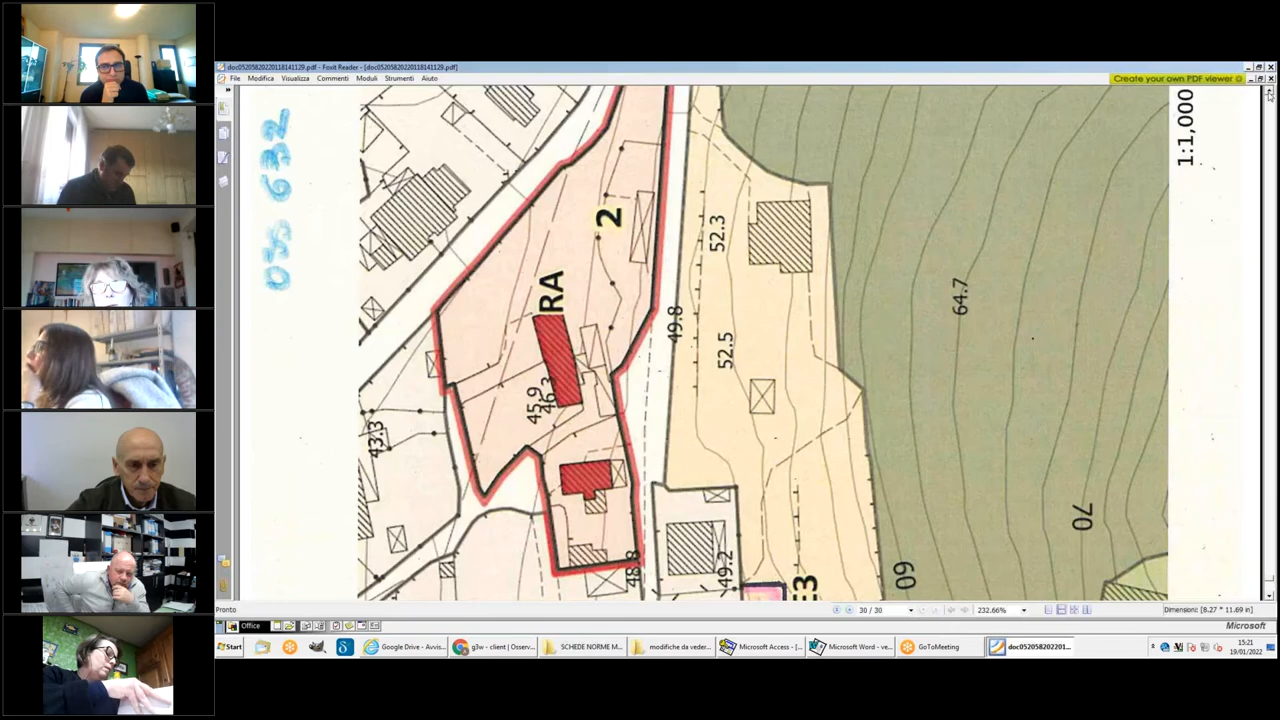 doc05205820220118141129.pdf - Foxit Reader - [doc05205820220118141129.pdf]
File Modifica Visualizza Commenti Moduli Strumenti Aiuto
Create your own PDF viewer
035 632
1:1,000
2
RA
52.3
52.5
49.8
64.7
45.9
46.3
43.3
70
60
48.8
49.2
E3
Pronto
30 / 30
232.66%
Dimensioni: [8.27 * 11.69 in]
Office
Microsoft
Start
Google Drive - Avvis...
g3w - client | Osserv...
SCHEDE NORME M...
modifiche da veder...
Microsoft Access - [...
Microsoft Word - ve...
GoToMeeting
doc052058202201...
15:21
19/01/2022